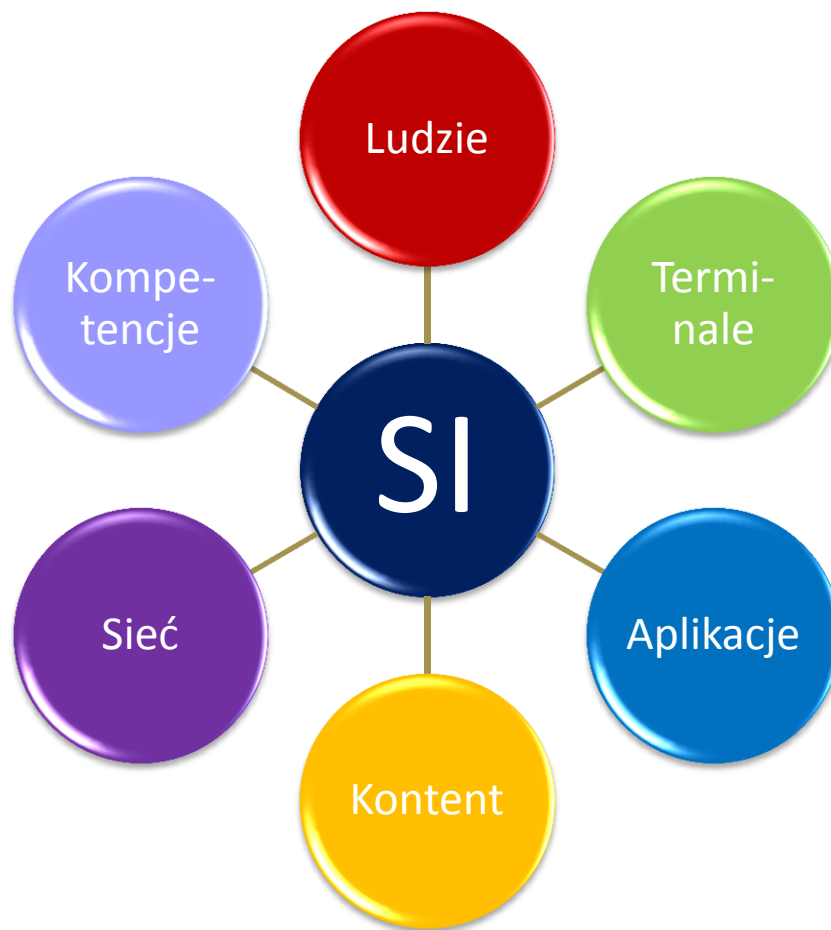 Ludzie
Kompe-
tencje
Termi-
nale
SI
Sieć
Aplikacje
Kontent